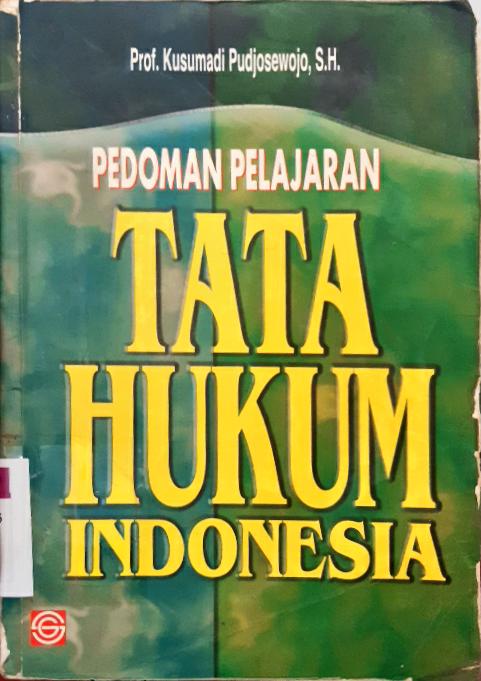 Prof. Kusumadi Pudjosewojo, S.H.
PEDOMAN PELAJARAN
TATA
HUKUM
INDONESIA